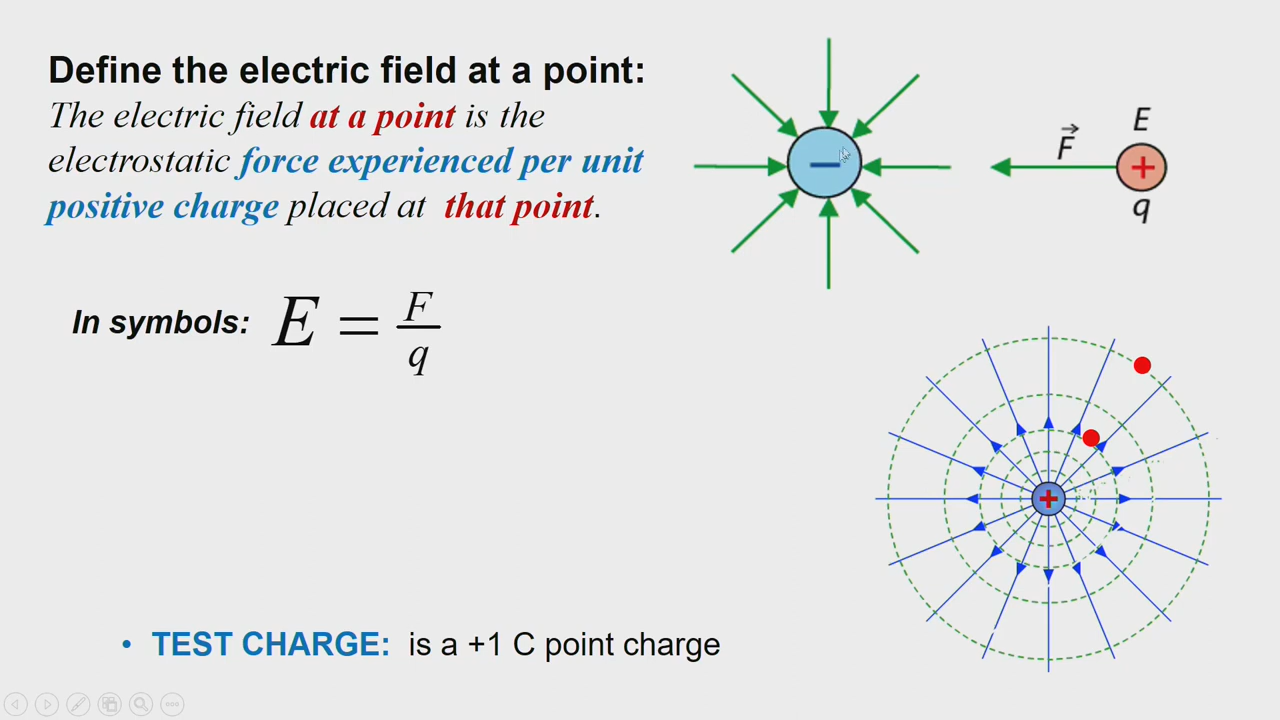 Define the electric field at a point:
The electric field at a point is the
electrostatic force experienced per unit
positive charge placed at that point.
In symbols: E = F/q
E
F⃗
+
q
−
+
• TEST CHARGE: is a +1 C point charge